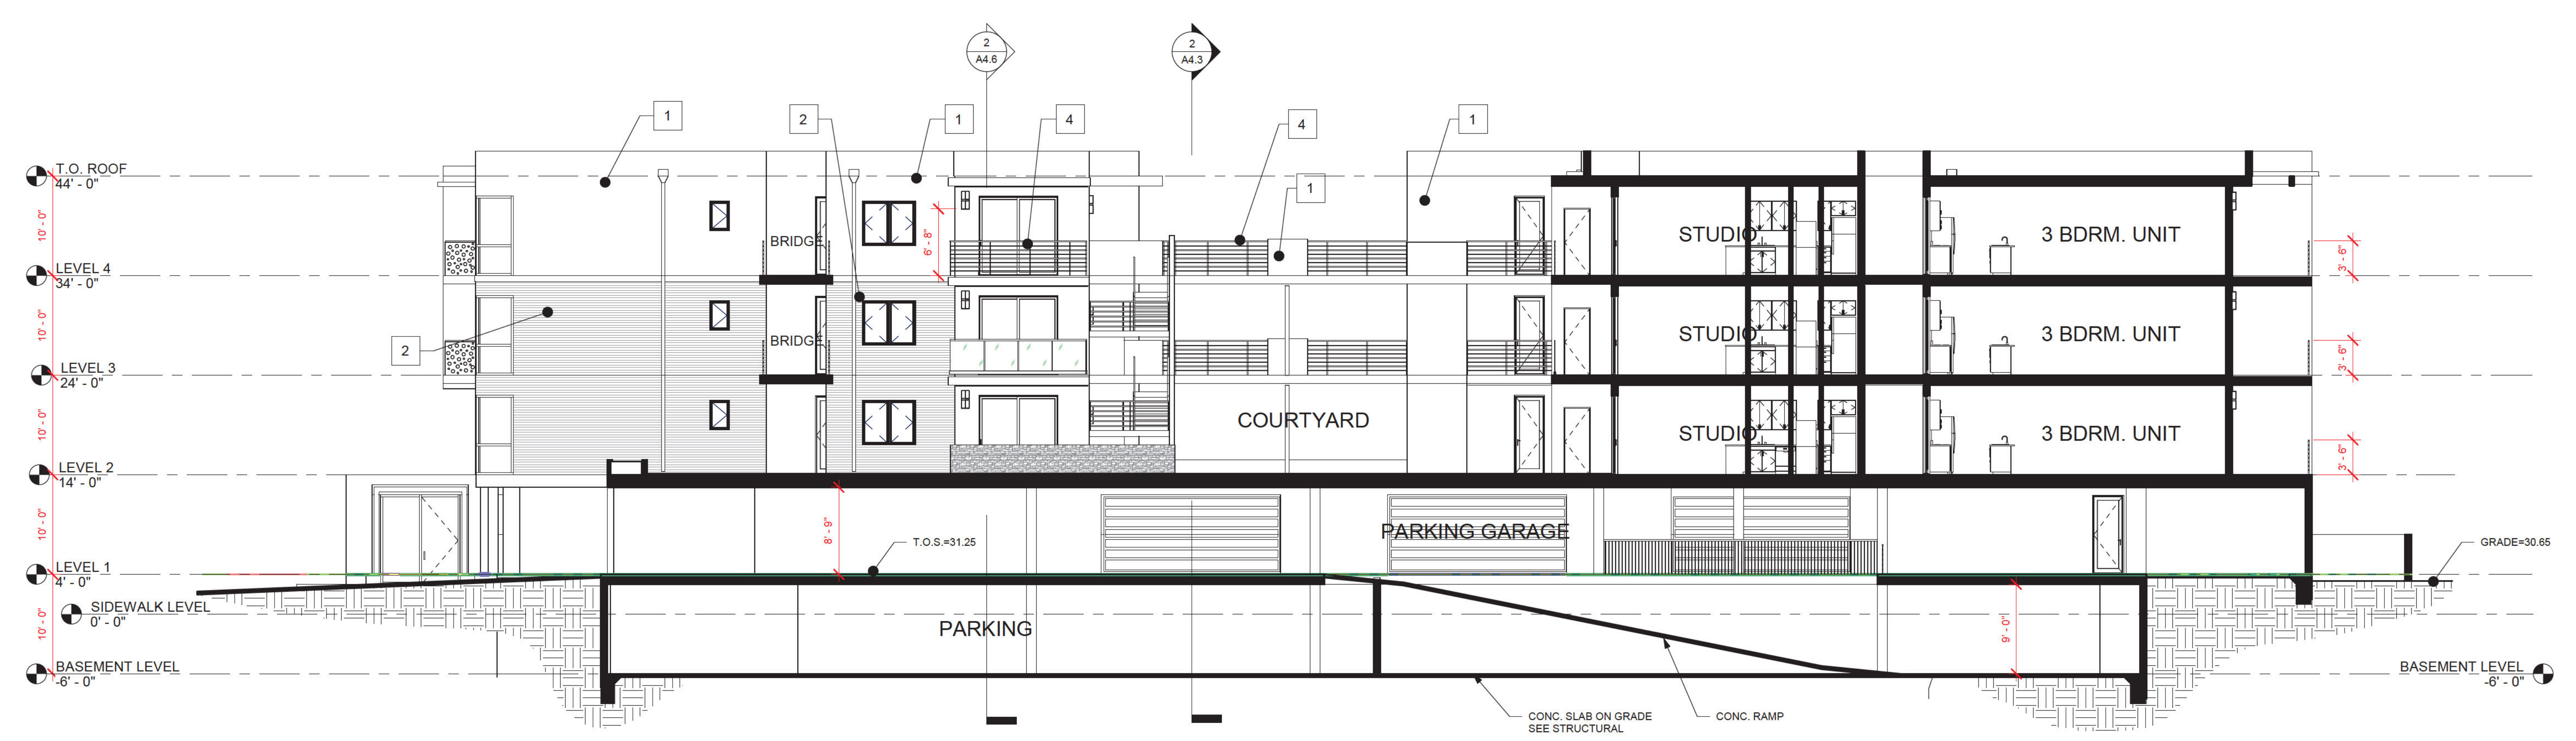 2
A4.6
2
A4.3
1
2
1
4
4
1
1
T.O. ROOF
44' - 0"
10' - 0"
BRIDGE
6' - 8"
STUDIO
3 BDRM. UNIT
3' - 6"
LEVEL 4
34' - 0"
10' - 0"
2
BRIDGE
STUDIO
3 BDRM. UNIT
3' - 6"
LEVEL 3
24' - 0"
10' - 0"
COURTYARD
STUDIO
3 BDRM. UNIT
3' - 6"
LEVEL 2
14' - 0"
10' - 0"
8' - 9"
T.O.S.=31.25
PARKING GARAGE
GRADE=30.65
LEVEL 1
4' - 0"
SIDEWALK LEVEL
0' - 0"
10' - 0"
PARKING
9' - 0"
BASEMENT LEVEL
-6' - 0"
BASEMENT LEVEL
-6' - 0"
CONC. SLAB ON GRADE
SEE STRUCTURAL
CONC. RAMP